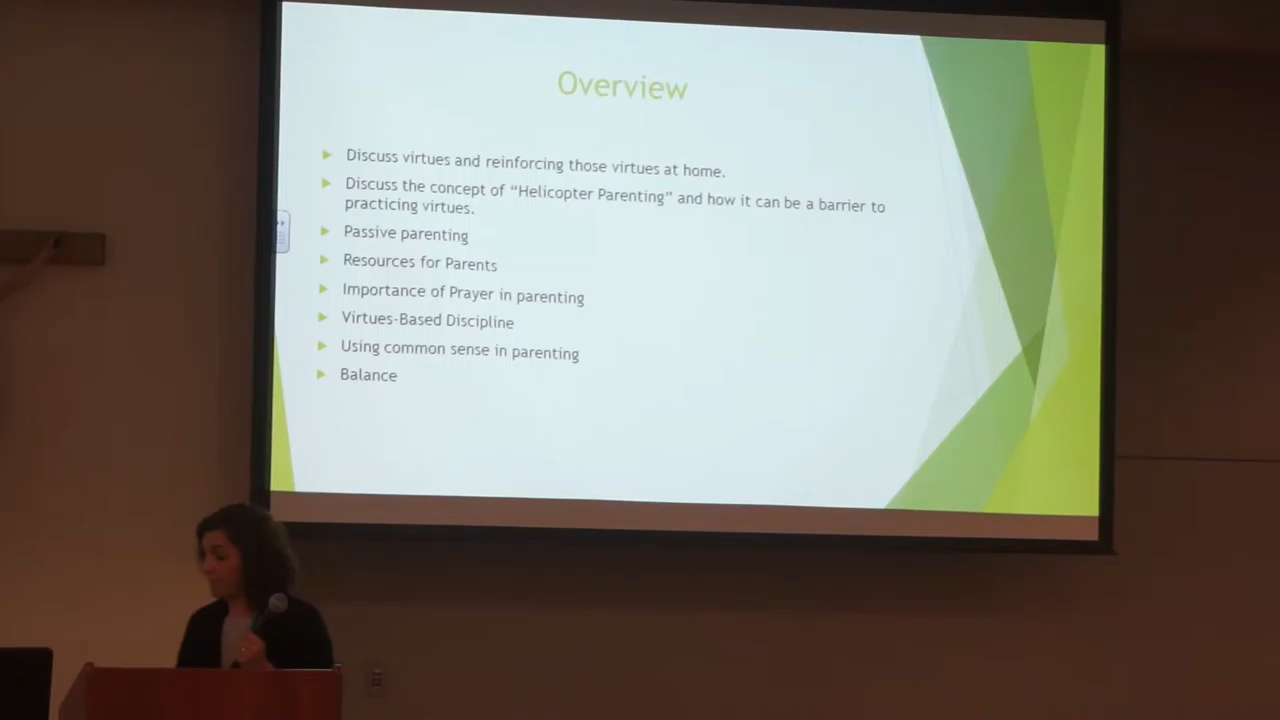 Overview
Discuss virtues and reinforcing those virtues at home.
Discuss the concept of “Helicopter Parenting” and how it can be a barrier to
practicing virtues.
Passive parenting
Resources for Parents
Importance of Prayer in parenting
Virtues-Based Discipline
Using common sense in parenting
Balance